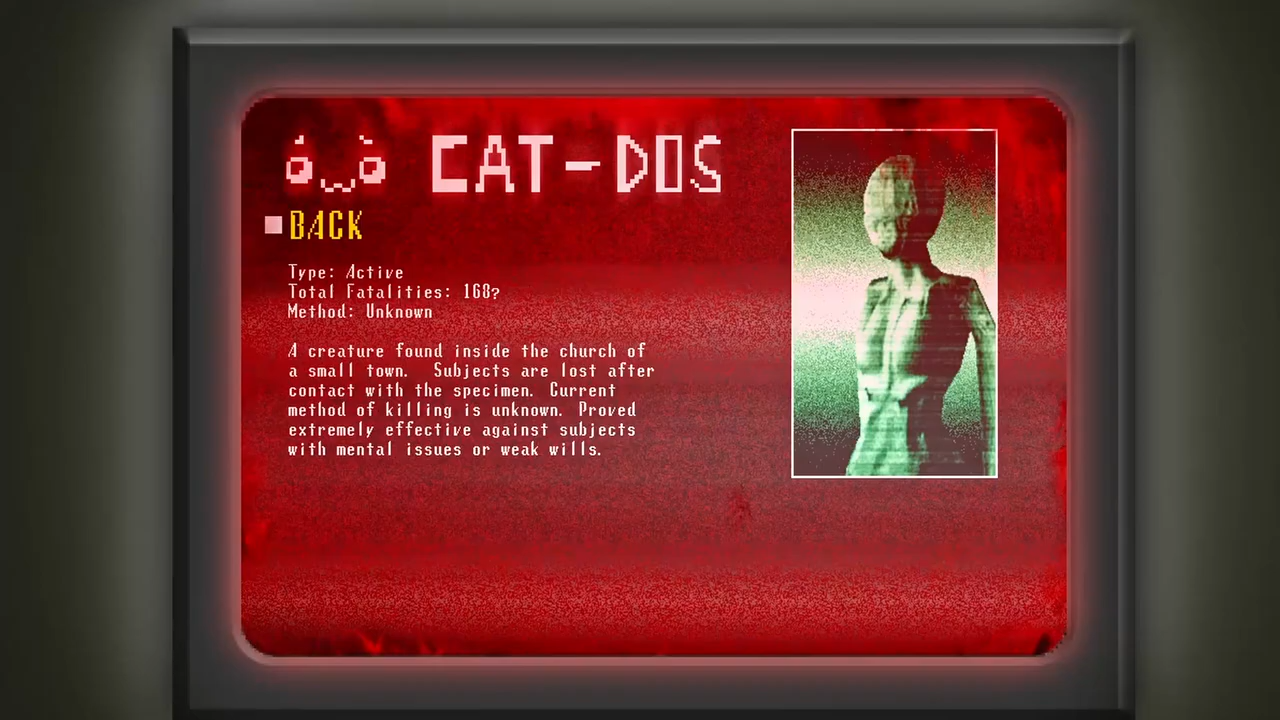 CAT-DOS
BACK
Type: Active
Total Fatalities: 168?
Method: Unknown
A creature found inside the church of
a small town. Subjects are lost after
contact with the specimen. Current
method of killing is unknown. Proved
extremely effective against subjects
with mental issues or weak wills.